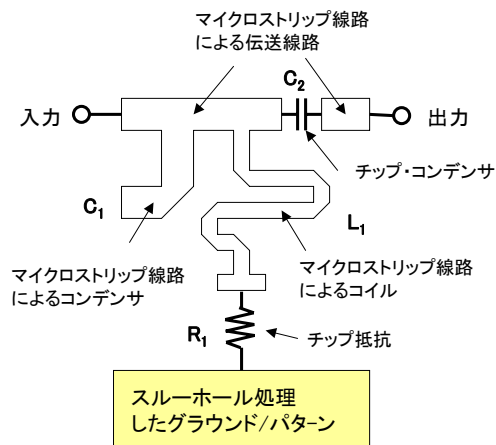 マイクロストリップ線路
による伝送線路
C2
入力
出力
チップ・コンデンサ
C1
L1
マイクロストリップ線路
によるコンデンサ
マイクロストリップ線路
によるコイル
R1
チップ抵抗
スルーホール処理
したグラウンド/パターン